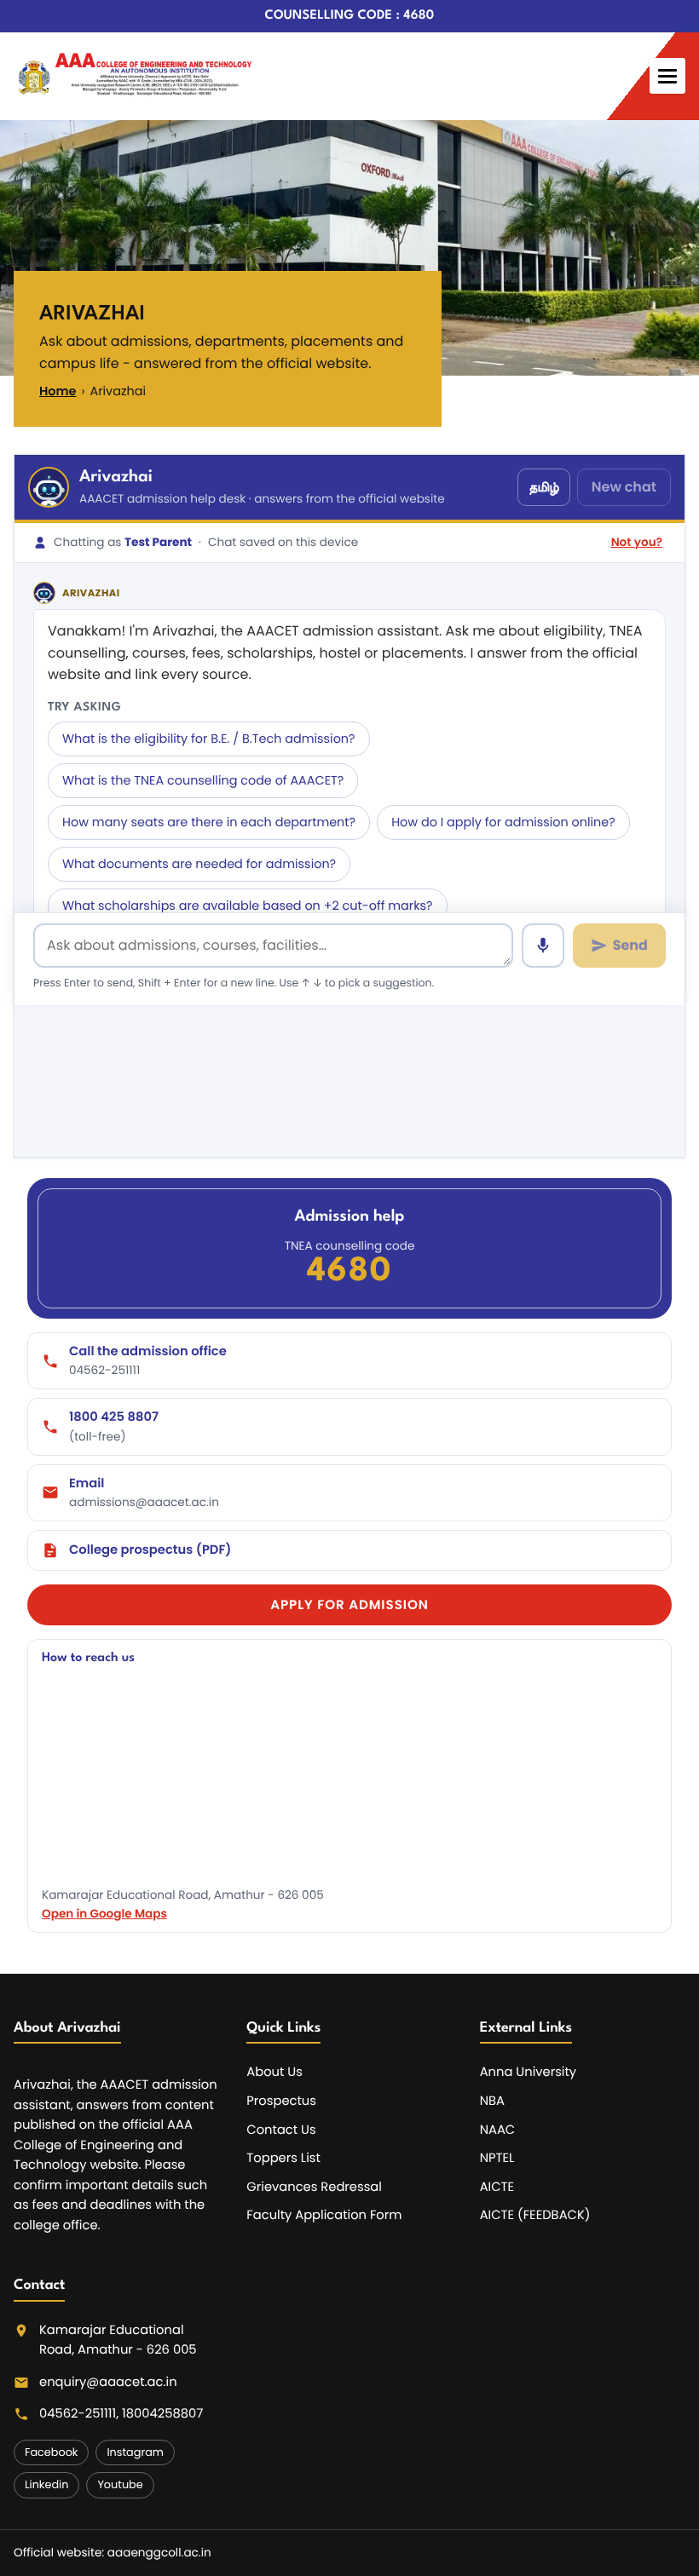 COUNSELLING CODE : 4680
AAA COLLEGE OF ENGINEERING AND TECHNOLOGY
AN AUTONOMOUS INSTITUTION
OXFORD Block
ARIVAZHAI
Ask about admissions, departments, placements and
campus life - answered from the official website.
Home › Arivazhai
Arivazhai
AAACET admission help desk · answers from the official website
தமிழ்
New chat
Chatting as Test Parent · Chat saved on this device
Not you?
ARIVAZHAI
Vanakkam! I'm Arivazhai, the AAACET admission assistant. Ask me about eligibility, TNEA
counselling, courses, fees, scholarships, hostel or placements. I answer from the official
website and link every source.
TRY ASKING
What is the eligibility for B.E. / B.Tech admission?
What is the TNEA counselling code of AAACET?
How many seats are there in each department?
How do I apply for admission online?
What documents are needed for admission?
What scholarships are available based on +2 cut-off marks?
Ask about admissions, courses, facilities...
Send
Press Enter to send, Shift + Enter for a new line. Use ↑ ↓ to pick a suggestion.
Admission help
TNEA counselling code
4680
Call the admission office
04562-251111
1800 425 8807
(toll-free)
Email
admissions@aaacet.ac.in
College prospectus (PDF)
APPLY FOR ADMISSION
How to reach us
Kamarajar Educational Road, Amathur - 626 005
Open in Google Maps
About Arivazhai
Arivazhai, the AAACET admission
assistant, answers from content
published on the official AAA
College of Engineering and
Technology website. Please
confirm important details such
as fees and deadlines with the
college office.
Quick Links
About Us
Prospectus
Contact Us
Toppers List
Grievances Redressal
Faculty Application Form
External Links
Anna University
NBA
NAAC
NPTEL
AICTE
AICTE (FEEDBACK)
Contact
Kamarajar Educational
Road, Amathur - 626 005
enquiry@aaacet.ac.in
04562-251111, 18004258807
Facebook
Instagram
Linkedin
Youtube
Official website: aaaenggcoll.ac.in